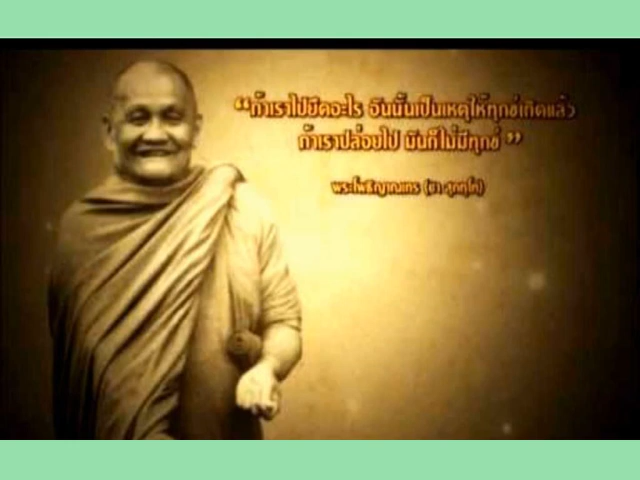 “ถ้าเราไปยึดอะไร อันนั้นเป็นเหตุให้ทุกข์เกิดแล้ว
ถ้าเราปล่อยไป มันก็ไม่มีทุกข์ ”
พระโพธิญาณเถร (ชา สุภทฺโท)